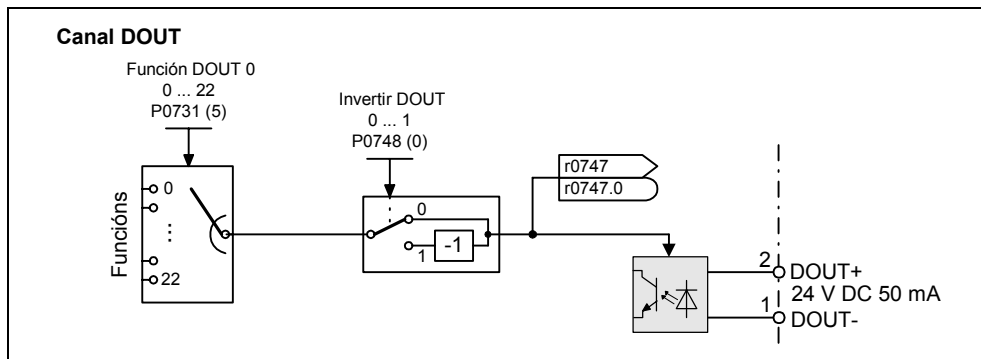 Canal DOUT
Función DOUT 0
0 ... 22
P0731 (5)
Invertir DOUT
0 ... 1
P0748 (0)
r0747
r0747.0
Funcións
0
...
22
0
1
-1
2
DOUT+
24 V DC 50 mA
1
DOUT-